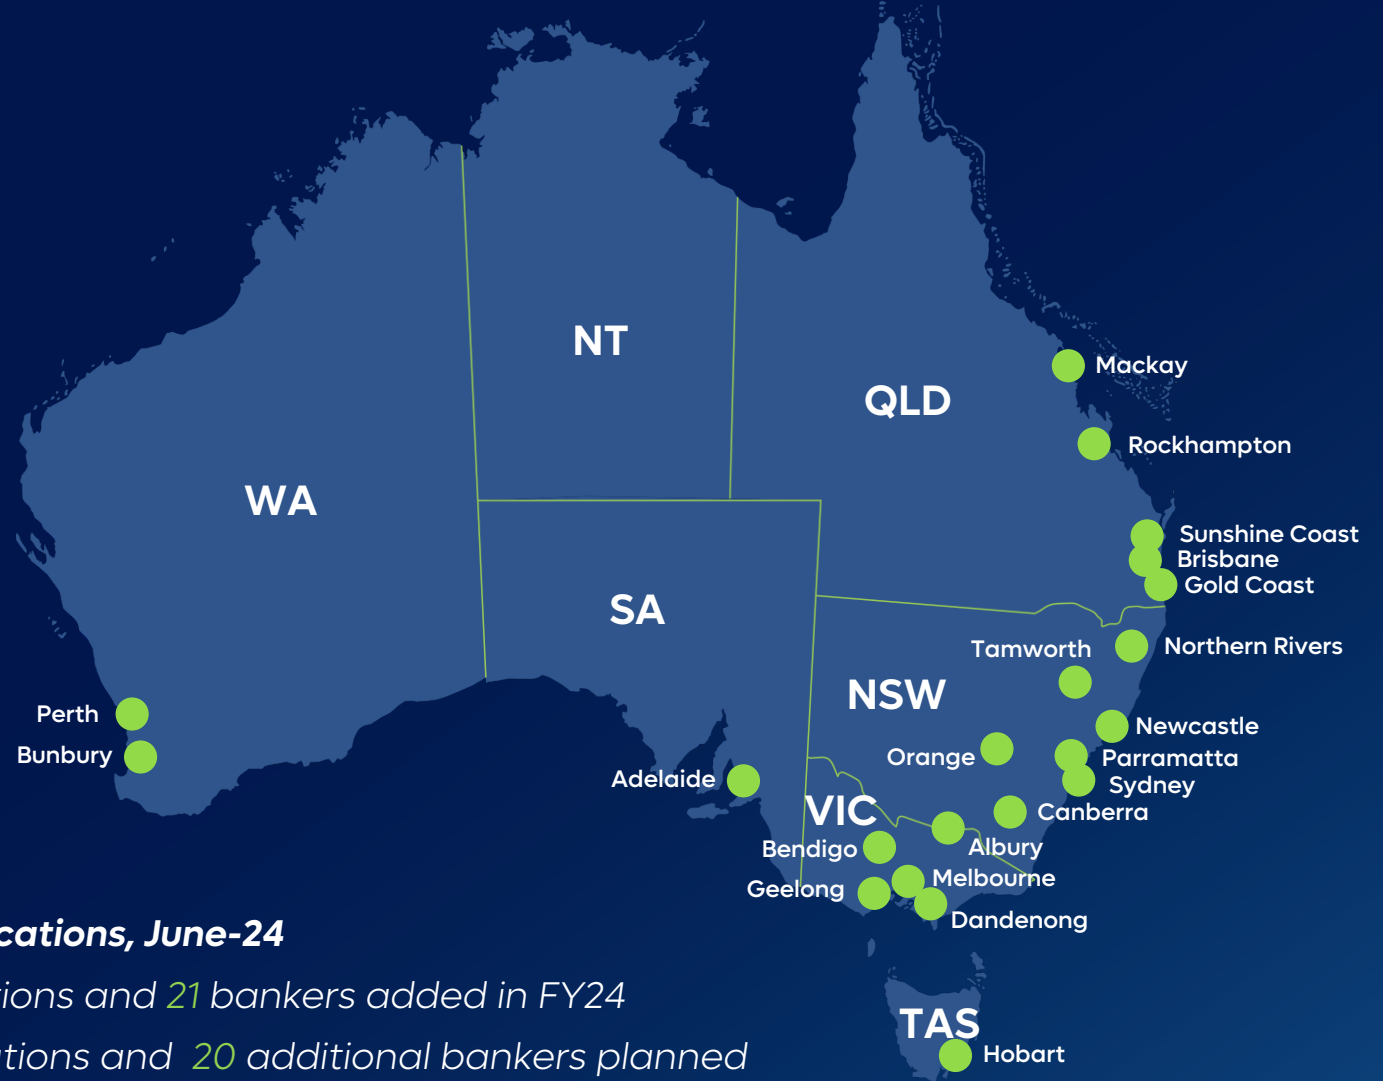 NT
Mackay
QLD
Rockhampton
WA
Sunshine Coast
Brisbane
Gold Coast
SA
Tamworth
Northern Rivers
NSW
Perth
Newcastle
Bunbury
Orange
Parramatta
Adelaide
Sydney
VIC
Canberra
Bendigo
Albury
Geelong
Melbourne
Dandenong
cations, June-24
tions and 21 bankers added in FY24
ations and 20 additional bankers planned
TAS
Hobart